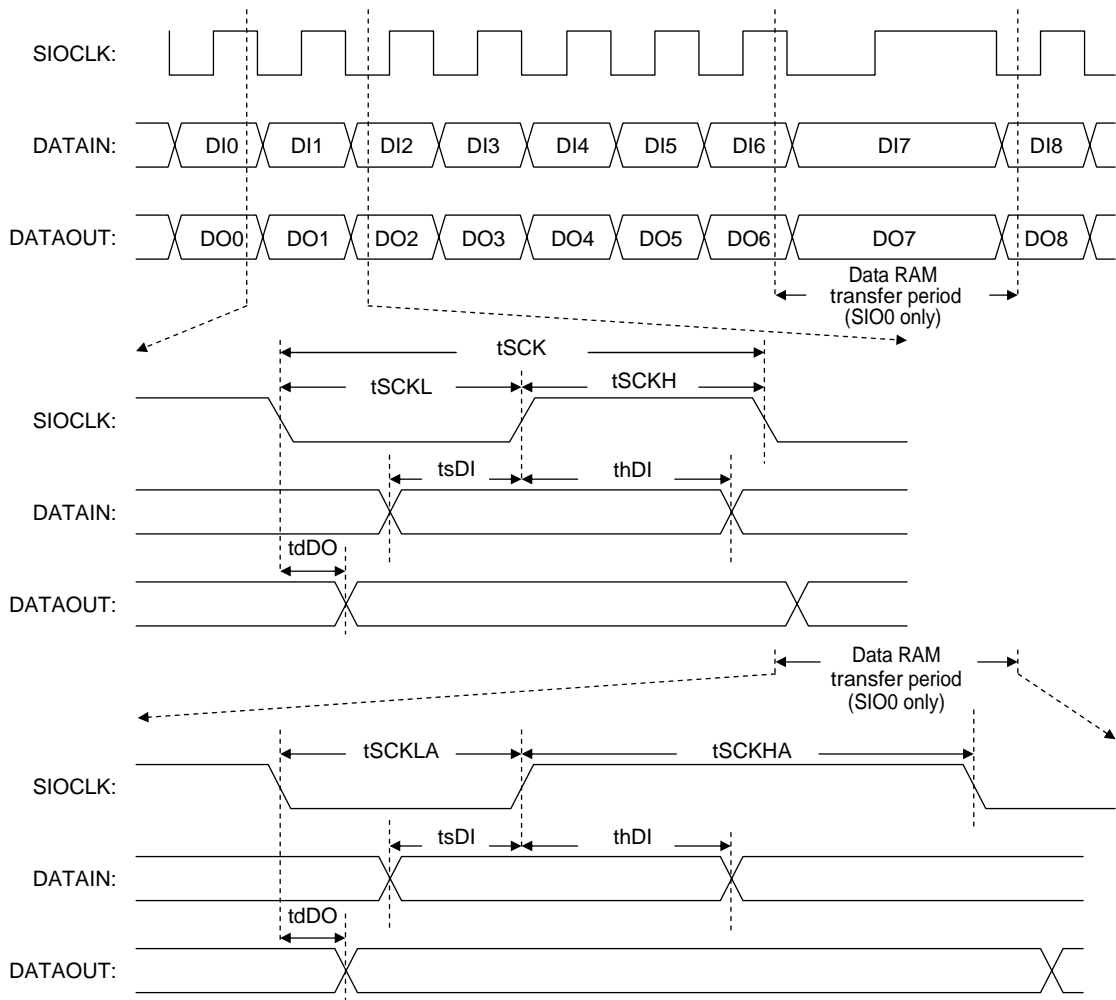 SIOCLK:
DATAIN:
DI0 DI1 DI2 DI3 DI4 DI5 DI6 DI7 DI8
DATAOUT:
DO0 DO1 DO2 DO3 DO4 DO5 DO6 DO7 DO8
Data RAM
transfer period
(SIO0 only)
tSCK
tSCKL tSCKH
SIOCLK:
tsDI thDI
DATAIN:
tdDO
DATAOUT:
Data RAM
transfer period
(SIO0 only)
tSCKLA tSCKHA
SIOCLK:
tsDI thDI
DATAIN:
tdDO
DATAOUT: